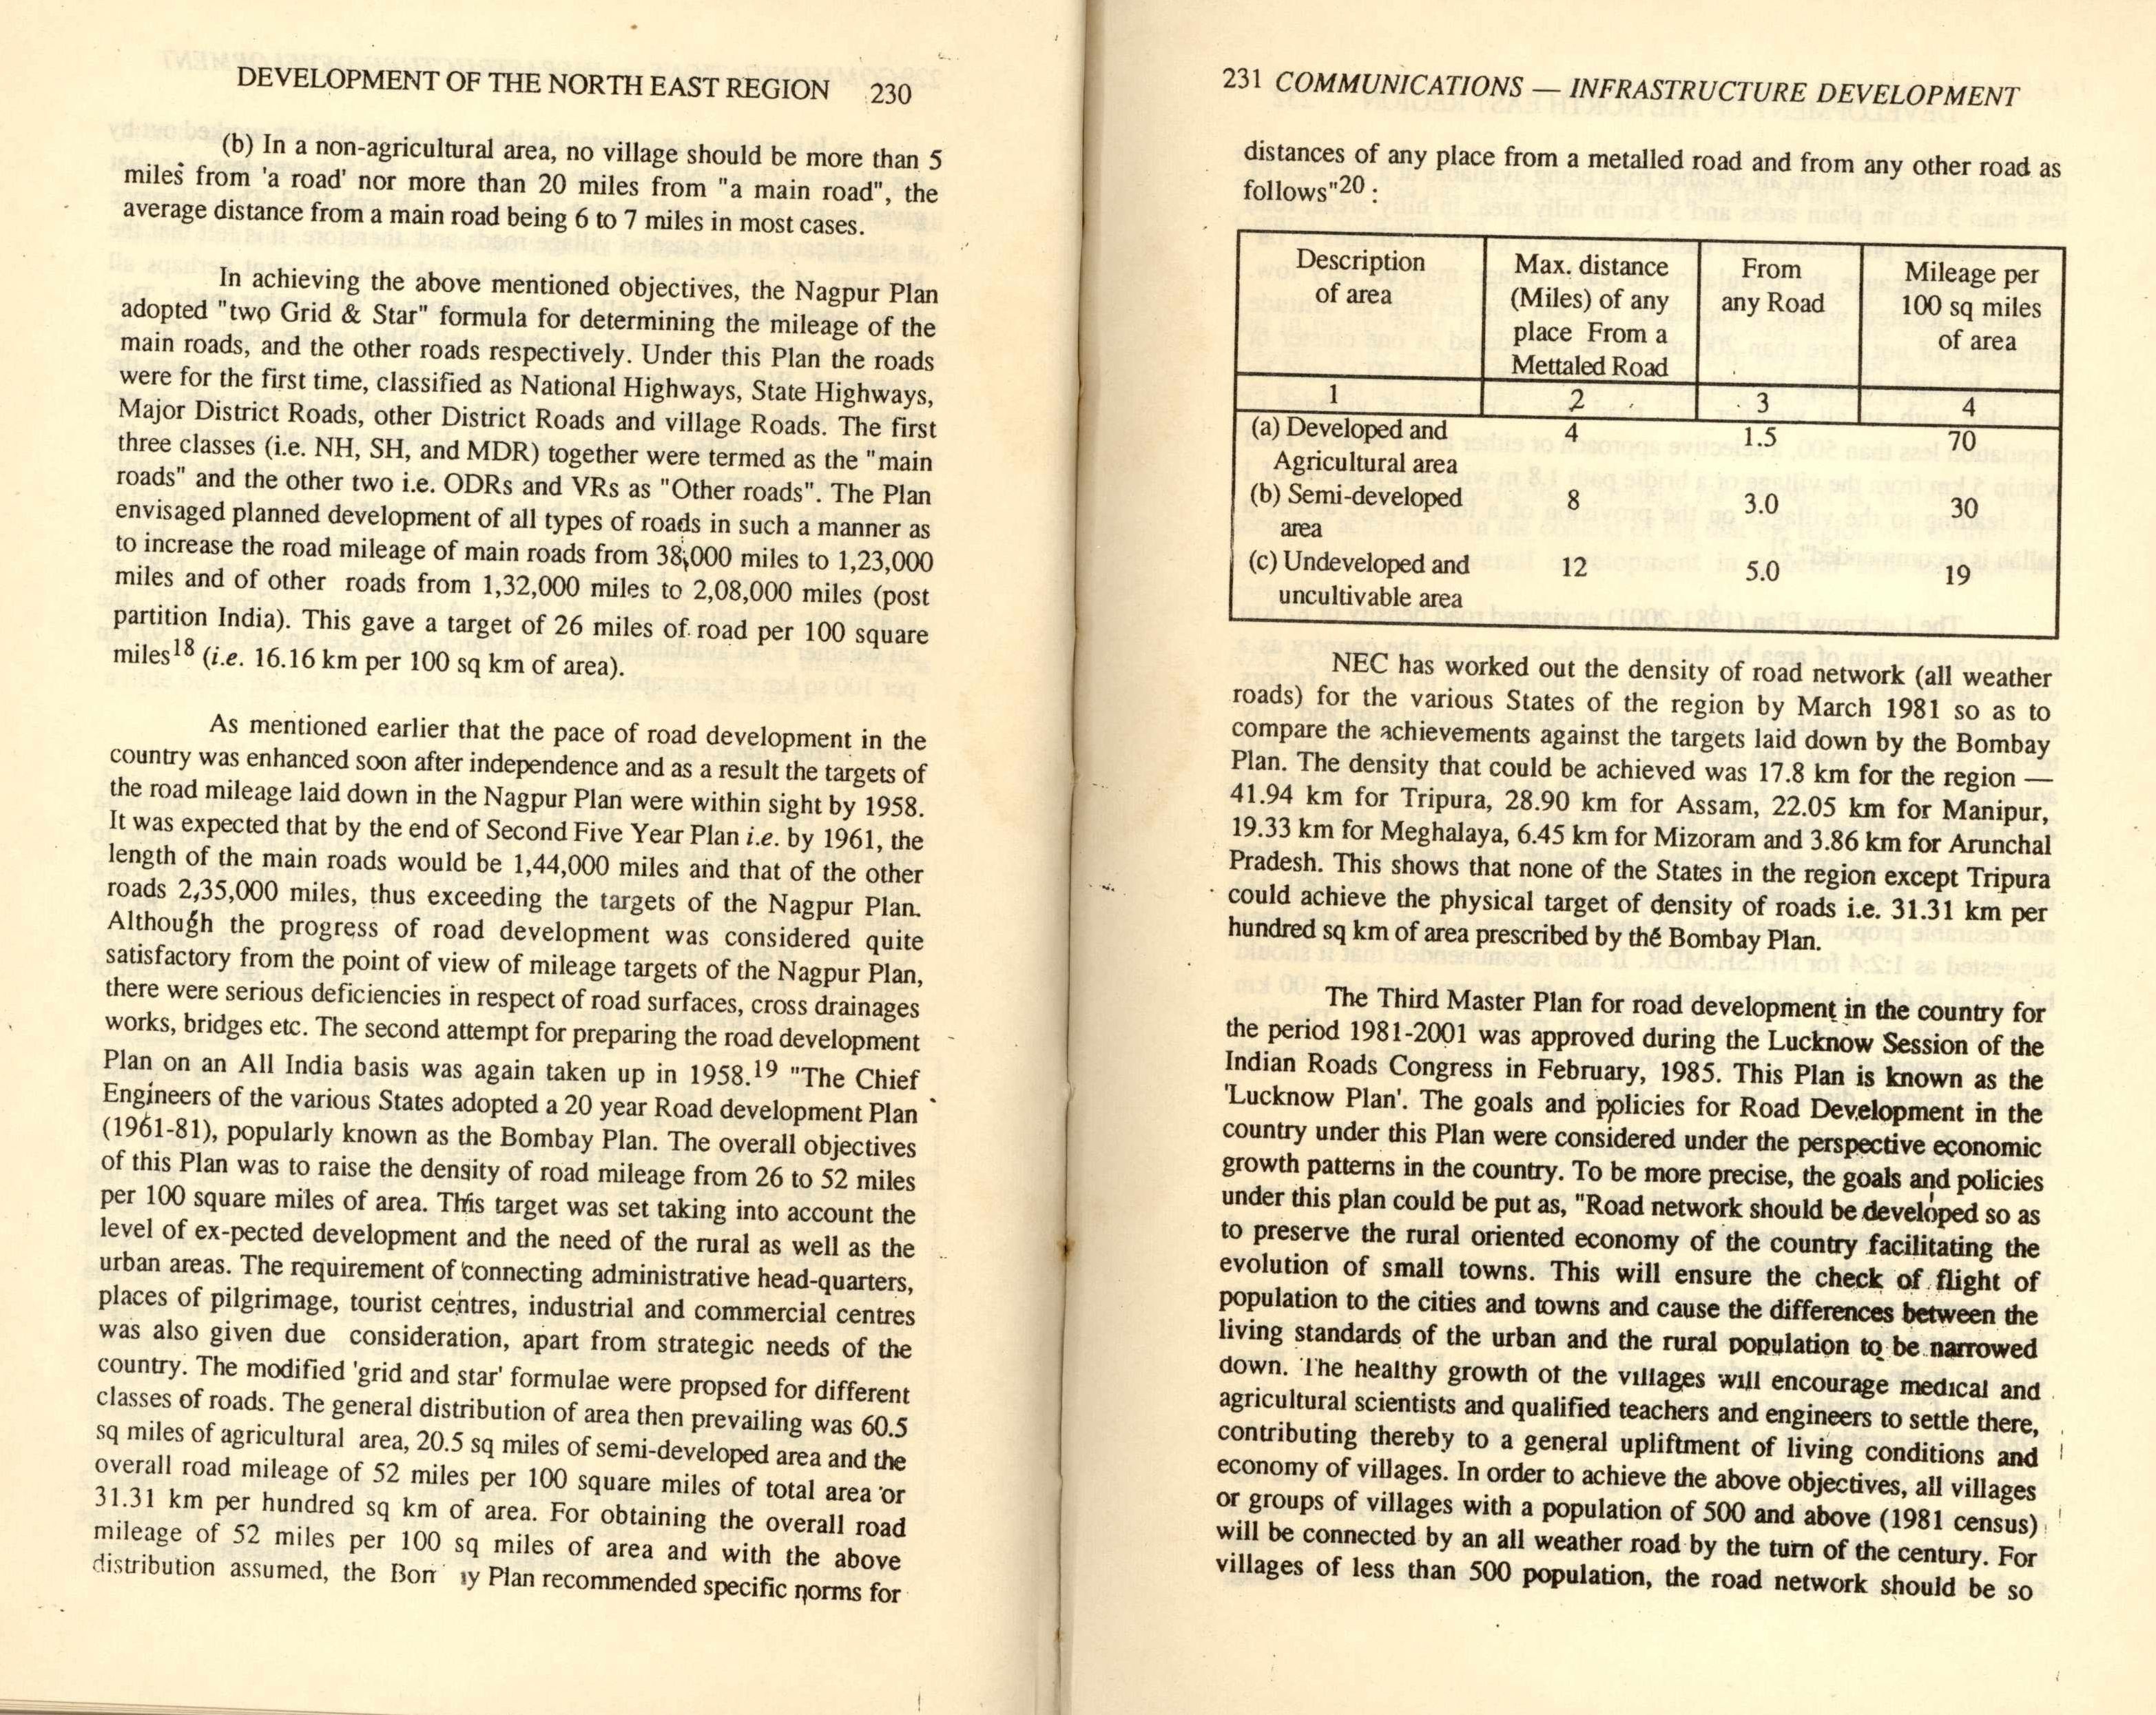 DEVELOPMENT OF THE NORTH EAST REGION 230
(b) In a non-agricultural area, no village should be more than 5
miles from 'a road' nor more than 20 miles from "a main road", the
average distance from a main road being 6 to 7 miles in most cases.
In achieving the above mentioned objectives, the Nagpur Plan
adopted "two Grid & Star" formula for determining the mileage of the
main roads, and the other roads respectively. Under this Plan the roads
were for the first time, classified as National Highways, State Highways,
Major District Roads, other District Roads and village Roads. The first
three classes (i.e. NH, SH, and MDR) together were termed as the "main
roads" and the other two i.e. ODRs and VRs as "Other roads". The Plan
envisaged planned development of all types of roads in such a manner as
to increase the road mileage of main roads from 38,000 miles to 1,23,000
miles and of other roads from 1,32,000 miles to 2,08,000 miles (post
partition India). This gave a target of 26 miles of road per 100 square
miles18 (i.e. 16.16 km per 100 sq km of area).
As mentioned earlier that the pace of road development in the
country was enhanced soon after independence and as a result the targets of
the road mileage laid down in the Nagpur Plan were within sight by 1958.
It was expected that by the end of Second Five Year Plan i.e. by 1961, the
length of the main roads would be 1,44,000 miles and that of the other
roads 2,35,000 miles, thus exceeding the targets of the Nagpur Plan.
Although the progress of road development was considered quite
satisfactory from the point of view of mileage targets of the Nagpur Plan,
there were serious deficiencies in respect of road surfaces, cross drainages
works, bridges etc. The second attempt for preparing the road development
Plan on an All India basis was again taken up in 1958.19 "The Chief
Engineers of the various States adopted a 20 year Road development Plan
(1961-81), popularly known as the Bombay Plan. The overall objectives
of this Plan was to raise the density of road mileage from 26 to 52 miles
per 100 square miles of area. This target was set taking into account the
level of ex-pected development and the need of the rural as well as the
urban areas. The requirement of connecting administrative head-quarters,
places of pilgrimage, tourist centres, industrial and commercial centres
was also given due consideration, apart from strategic needs of the
country. The modified 'grid and star' formulae were propsed for different
classes of roads. The general distribution of area then prevailing was 60.5
sq miles of agricultural area, 20.5 sq miles of semi-developed area and the
overall road mileage of 52 miles per 100 square miles of total area or
31.31 km per hundred sq km of area. For obtaining the overall road
mileage of 52 miles per 100 sq miles of area and with the above
distribution assumed, the Plan recommended specific norms for
231 COMMUNICATIONS — INFRASTRUCTURE DEVELOPMENT
distances of any place from a metalled road and from any other road as
follows"20 :
Description Max. distance From Mileage per
of area (Miles) of any any Road 100 sq miles
place From a of area
Mettaled Road
1 2 3 4
(a) Developed and 4 1.5 70
Agricultural area
(b) Semi-developed 8 3.0 30
area
(c) Undeveloped and 12 5.0 19
uncultivable area
NEC has worked out the density of road network (all weather
roads) for the various States of the region by March 1981 so as to
compare the achievements against the targets laid down by the Bombay
Plan. The density that could be achieved was 17.8 km for the region —
41.94 km for Tripura, 28.90 km for Assam, 22.05 km for Manipur,
19.33 km for Meghalaya, 6.45 km for Mizoram and 3.86 km for Arunchal
Pradesh. This shows that none of the States in the region except Tripura
could achieve the physical target of density of roads i.e. 31.31 km per
hundred sq km of area prescribed by the Bombay Plan.
The Third Master Plan for road development in the country for
the period 1981-2001 was approved during the Lucknow Session of the
Indian Roads Congress in February, 1985. This Plan is known as the
'Lucknow Plan'. The goals and policies for Road Development in the
country under this Plan were considered under the perspective economic
growth patterns in the country. To be more precise, the goals and policies
under this plan could be put as, "Road network should be developed so as
to preserve the rural oriented economy of the country facilitating the
evolution of small towns. This will ensure the check of flight of
population to the cities and towns and cause the differences between the
living standards of the urban and the rural population to be narrowed
down. The healthy growth of the villages will encourage medical and
agricultural scientists and qualified teachers and engineers to settle there,
contributing thereby to a general upliftment of living conditions and
economy of villages. In order to achieve the above objectives, all villages
or groups of villages with a population of 500 and above (1981 census)
will be connected by an all weather road by the turn of the century. For
villages of less than 500 population, the road network should be so